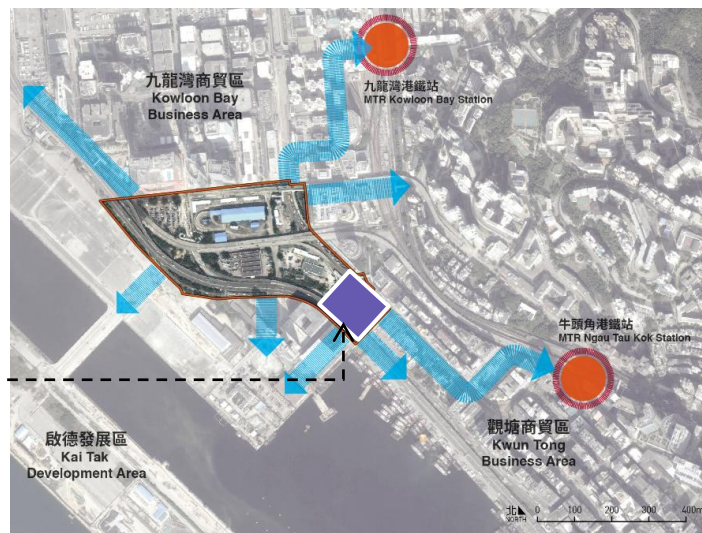 九龍灣商貿區
Kowloon Bay
Business Area
九龍灣港鐵站
MTR Kowloon Bay Station
牛頭角港鐵站
MTR Ngau Tau Kok Station
觀塘商貿區
Kwun Tong
Business Area
啟德發展區
Kai Tak
Development Area
北
NORTH
0 100 200 300 400m